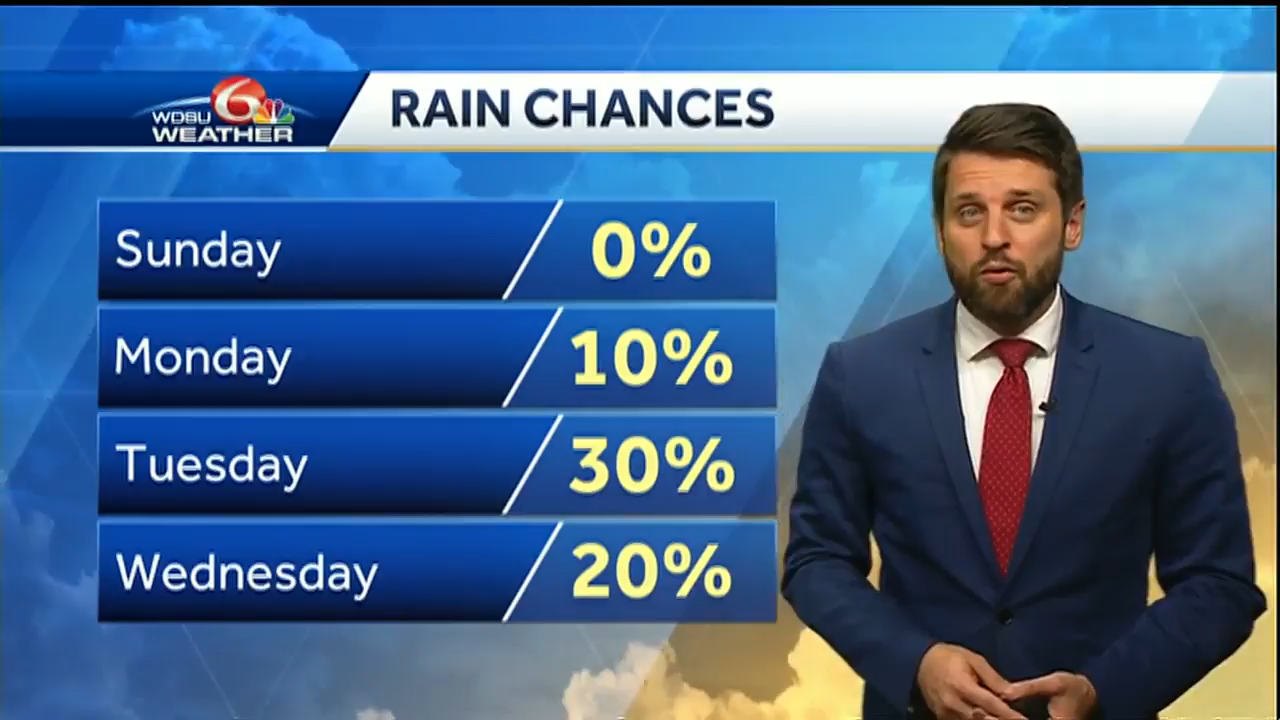 WDSU 6
WEATHER
RAIN CHANCES
Sunday 0%
Monday 10%
Tuesday 30%
Wednesday 20%